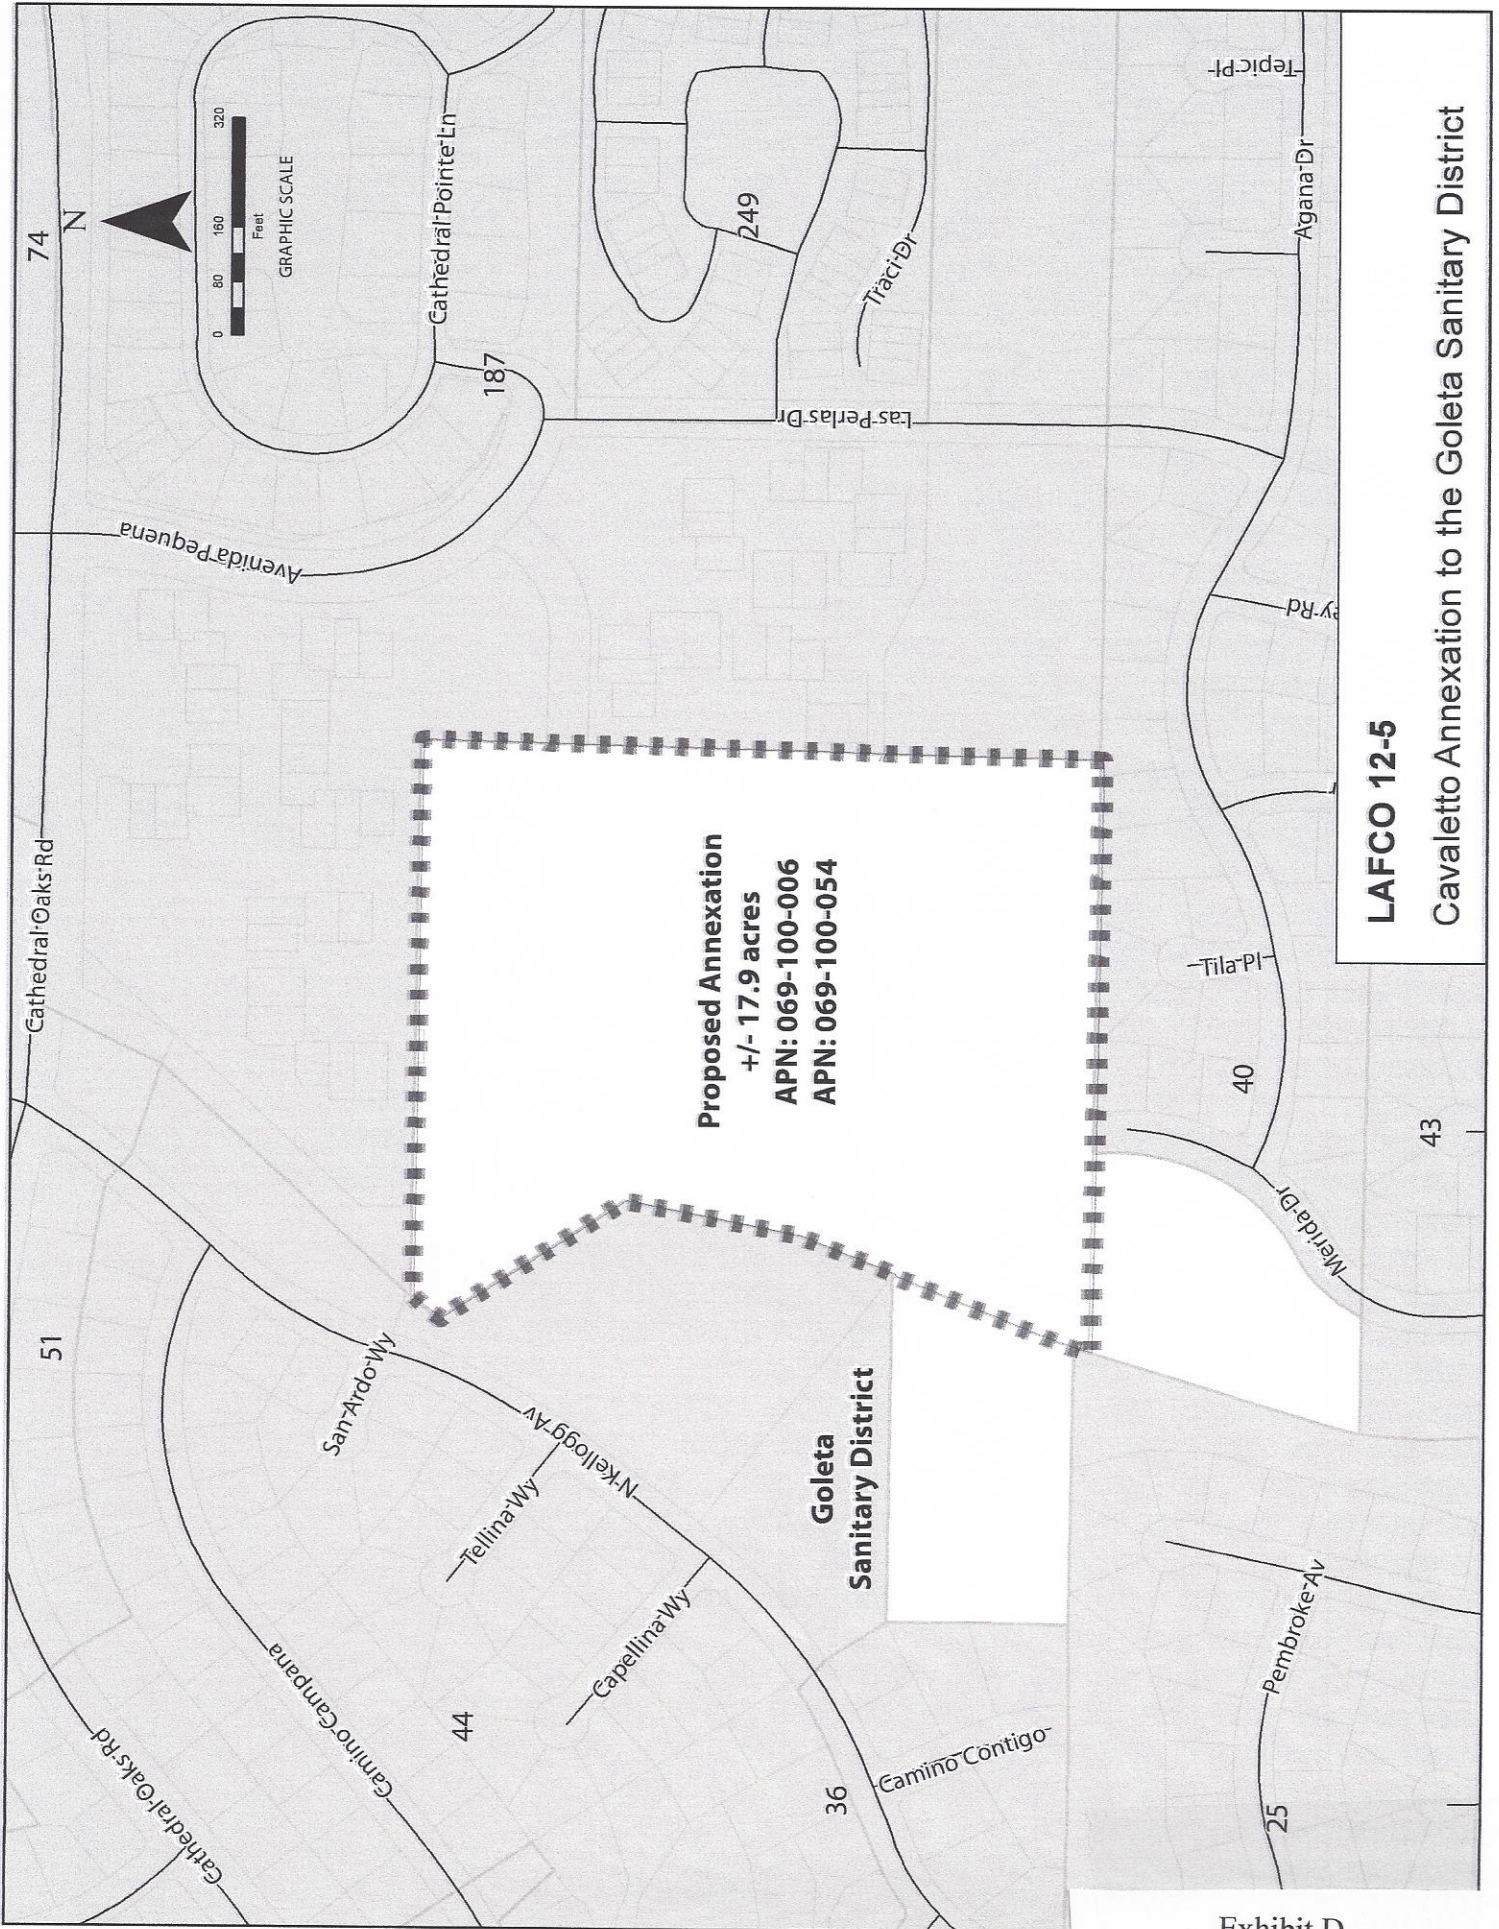 74
N
0 80 160 320
Feet
GRAPHIC SCALE
Cathedral Oaks Rd
Cathedral Pointe Ln
Avenida Pequena
187
249
Traci Dr
Las Perlas Dr
Tepic Pl
Agana Dr
51
San Ardo Wy
N Kellogg Av
Tellina Wy
Capellina Wy
Camino Campana
Cathedral Oaks Rd
44
36
Camino Contigo
Proposed Annexation
+/- 17.9 acres
APN: 069-100-006
APN: 069-100-054
Goleta
Sanitary District
Tila Pl
40
43
Merida Dr
Pembroke Av
25
ey Rd
r
LAFCO 12-5
Cavaletto Annexation to the Goleta Sanitary District
Exhibit D